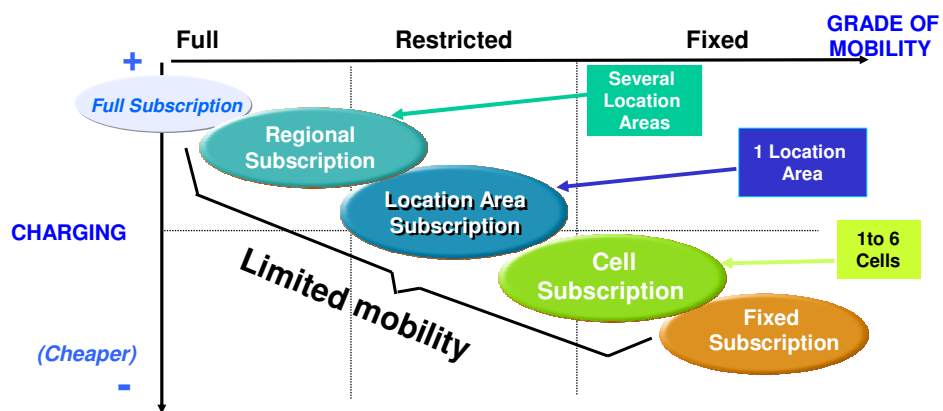 Full
Restricted
Fixed
GRADE OF
MOBILITY
+
Full Subscription
Several
Location
Areas
Regional
Subscription
1 Location
Area
Location Area
Subscription
CHARGING
1to 6
Cells
Cell
Subscription
Limited mobility
Fixed
Subscription
(Cheaper)
-